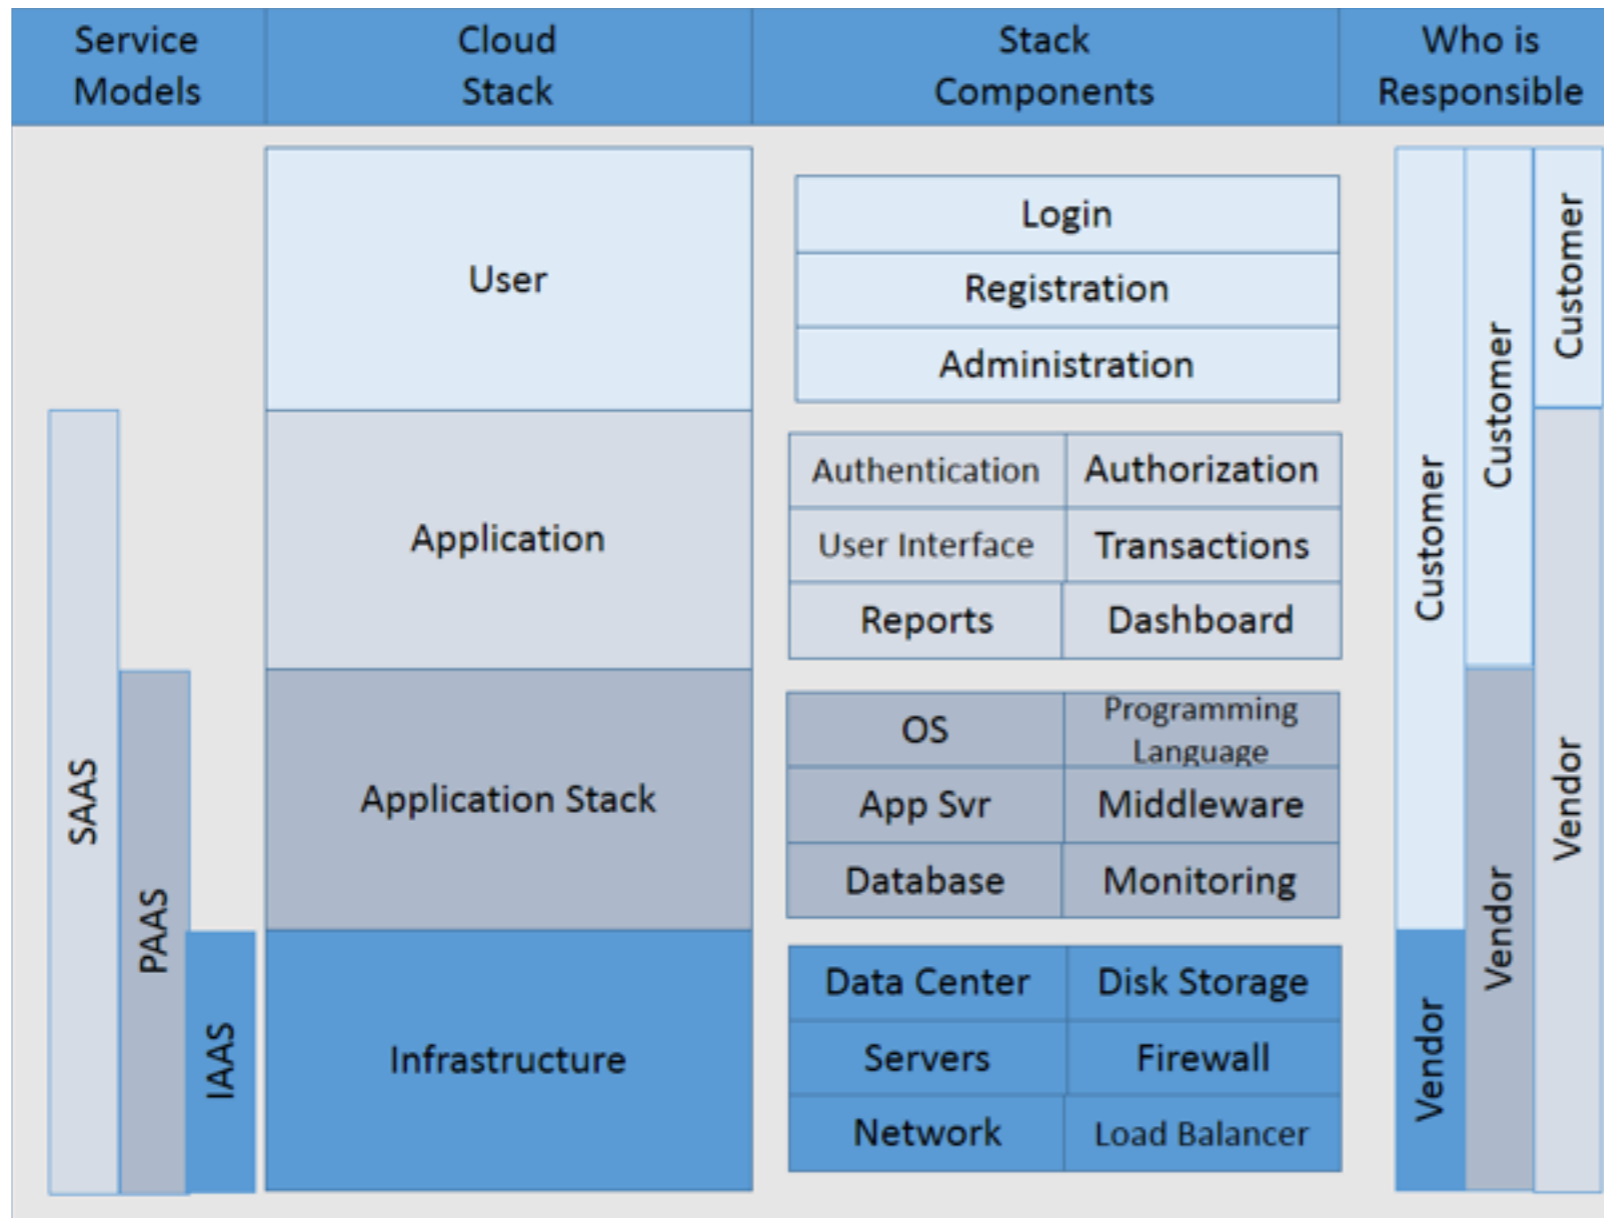 Service
Models
Cloud
Stack
Stack
Components
Who is
Responsible
User
Login
Registration
Administration
Application
Authentication
Authorization
User Interface
Transactions
Reports
Dashboard
Application Stack
OS
Programming
Language
App Svr
Middleware
Database
Monitoring
Infrastructure
Data Center
Disk Storage
Servers
Firewall
Network
Load Balancer
SAAS
PAAS
IAAS
Customer
Vendor
Customer
Vendor
Customer
Vendor